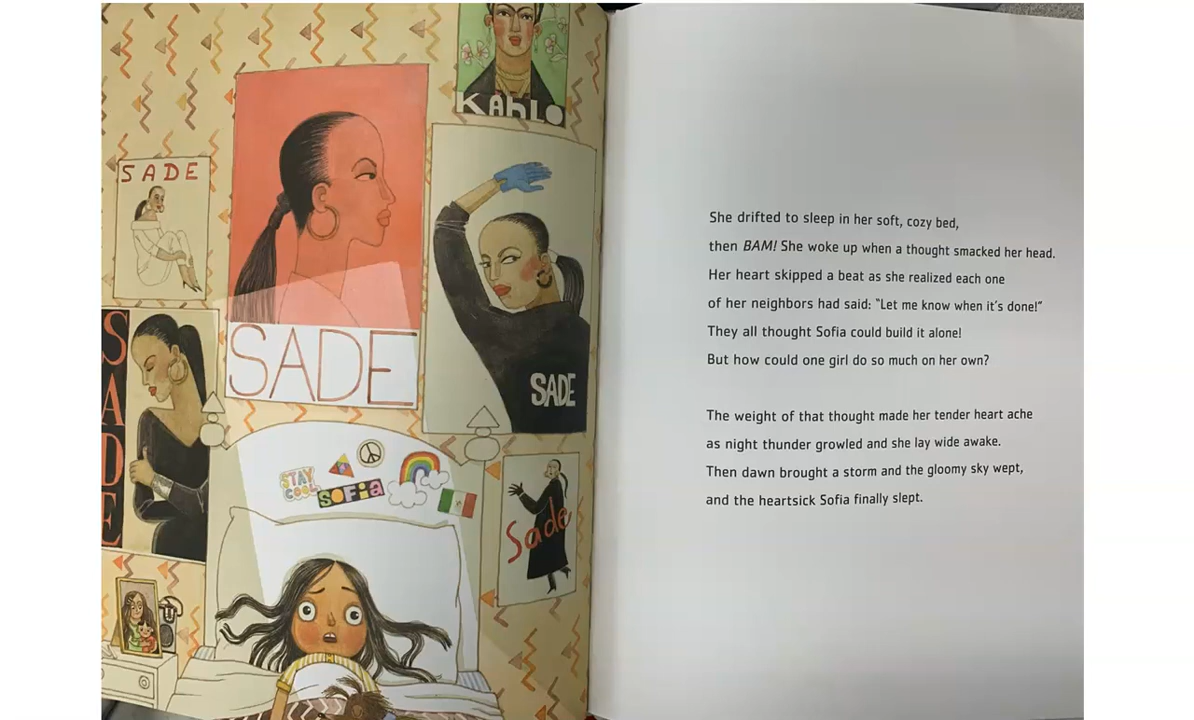 KAhLO
SADE
SADE
SADE
SADE
STAY
COOL
SOFiA
Sade
She drifted to sleep in her soft, cozy bed,
then BAM! She woke up when a thought smacked her head.
Her heart skipped a beat as she realized each one
of her neighbors had said: “Let me know when it’s done!”
They all thought Sofia could build it alone!
But how could one girl do so much on her own?
The weight of that thought made her tender heart ache
as night thunder growled and she lay wide awake.
Then dawn brought a storm and the gloomy sky wept,
and the heartsick Sofia finally slept.